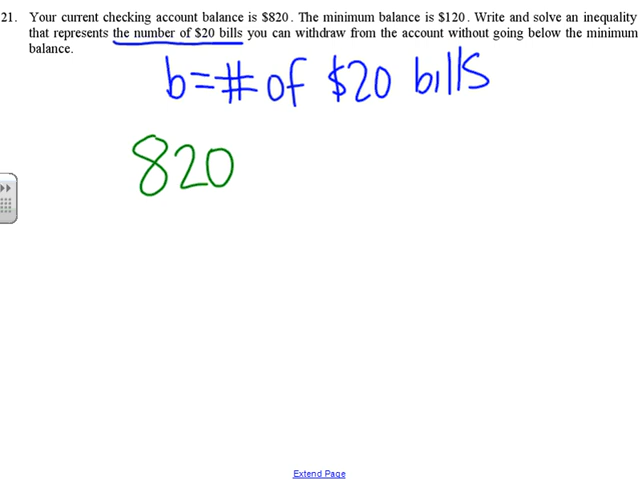 21. Your current checking account balance is $820. The minimum balance is $120. Write and solve an inequality
that represents the number of $20 bills you can withdraw from the account without going below the minimum
balance.
b=# of $20 bills
820
Extend Page